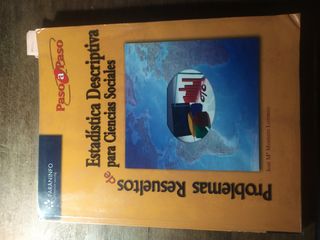 Paso a Paso
Problemas Resueltos
de
Estadística Descriptiva
para Ciencias Sociales
José Mª Montero Lorenzo
PARANINFO